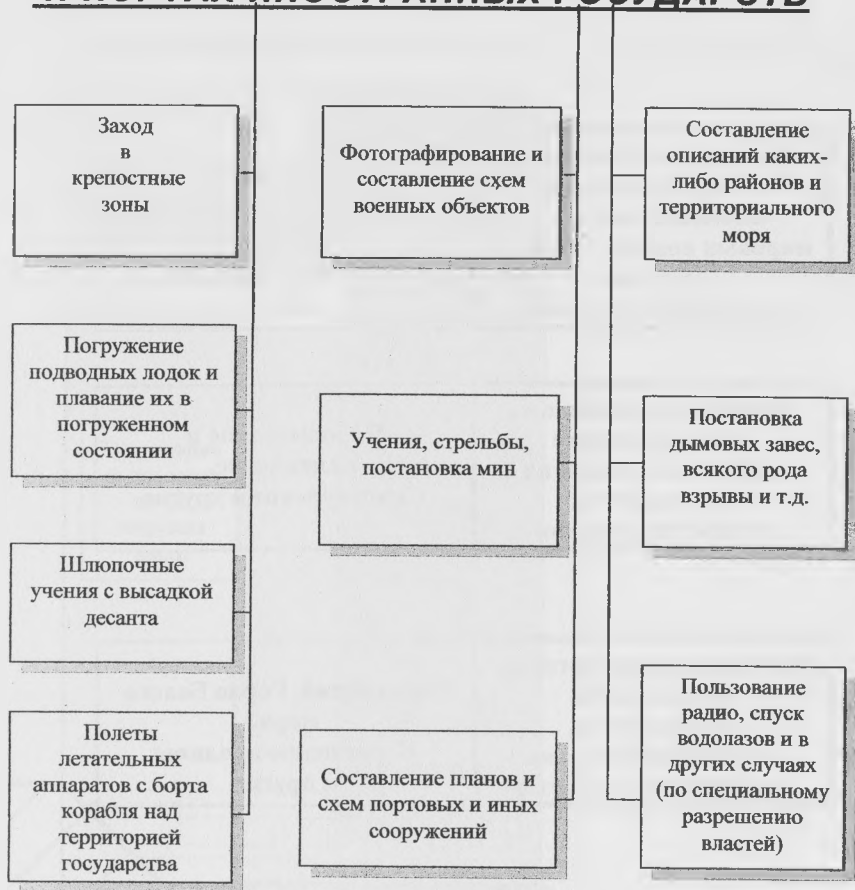 ИНОСТРАННЫХ ГОСУДАРСТВ
Заход
в
крепостные
зоны
Фотографирование и
составление схем
военных объектов
Составление
описаний каких-
либо районов и
территориального
моря
Погружение
подводных лодок и
плавание их в
погруженном
состоянии
Учения, стрельбы,
постановка мин
Постановка
дымовых завес,
всякого рода
взрывы и т.д.
Шлюпочные
учения с высадкой
десанта
Полеты
летательных
аппаратов с борта
корабля над
территорией
государства
Составление планов и
схем портовых и иных
сооружений
Пользование
радио, спуск
водолазов и в
других случаях
(по специальному
разрешению
властей)